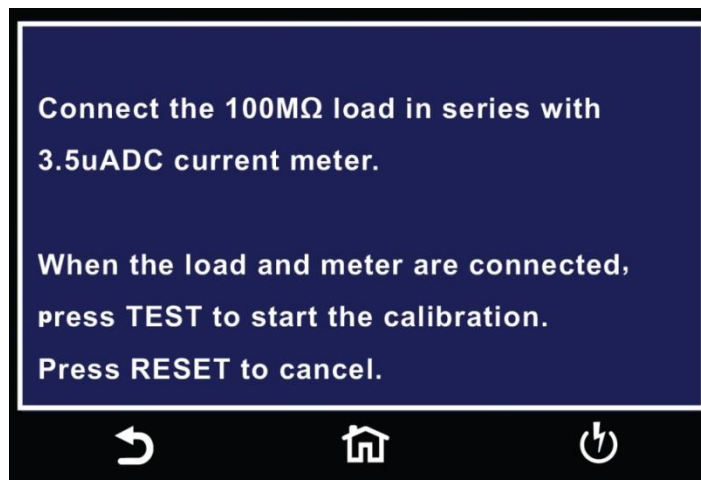 Connect the 100MΩ load in series with
3.5uADC current meter.
When the load and meter are connected,
press TEST to start the calibration.
Press RESET to cancel.